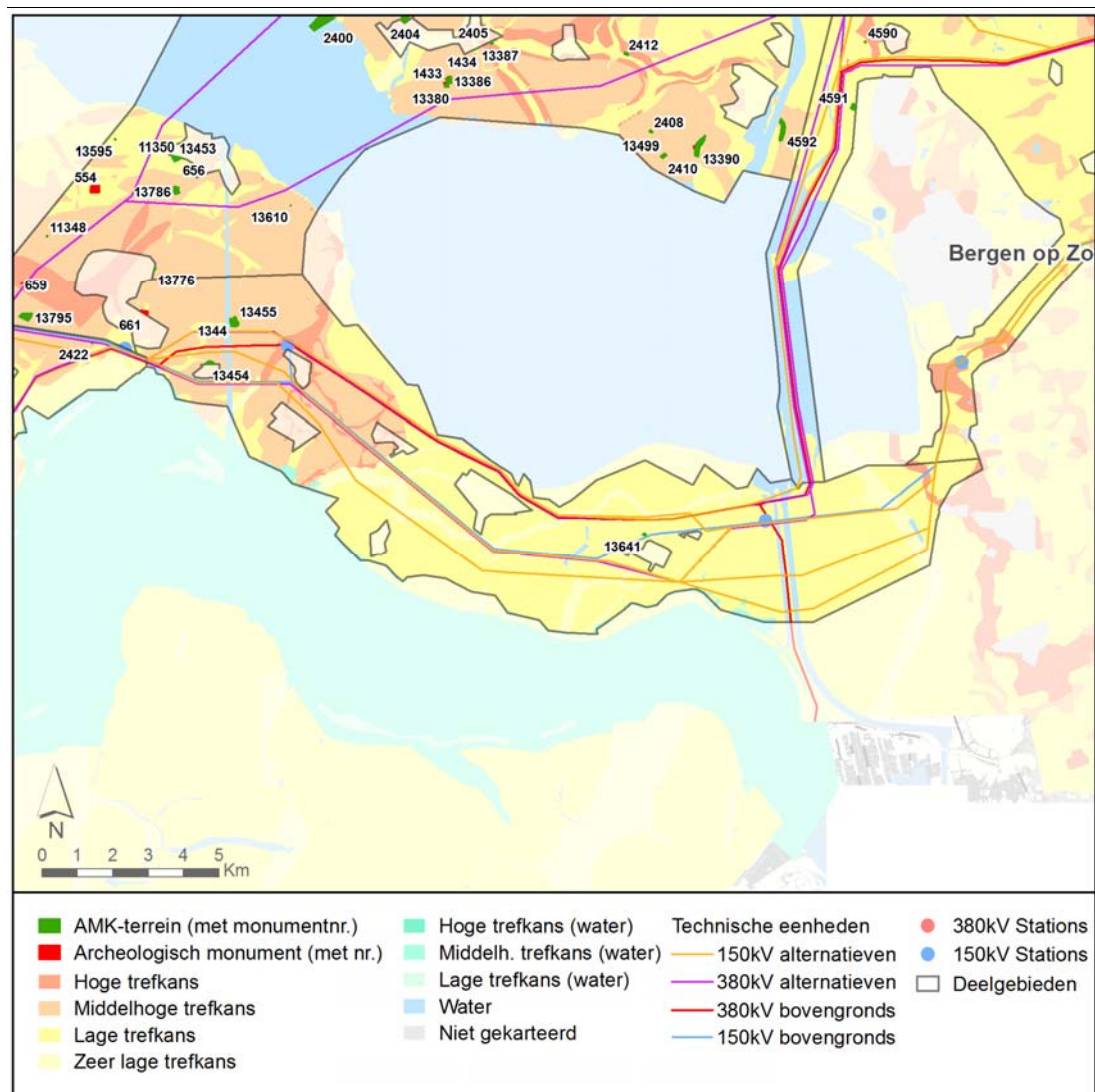 2400
2404
2405
13387
2412
4590
1434
1433
13386
13380
4591
2408
13499
2410
13390
4592
13595
11350
13453
554
656
13786
11348
13610
Bergen op Zo
659
13776
13795
661
1344
13455
2422
13454
13641
N
0 1 2 3 4 5
Km
AMK-terrein (met monumentnr.)
Archeologisch monument (met nr.)
Hoge trefkans
Middelhoge trefkans
Lage trefkans
Zeer lage trefkans
Hoge trefkans (water)
Middelh. trefkans (water)
Lage trefkans (water)
Water
Niet gekarteerd
Technische eenheden
150kV alternatieven
380kV alternatieven
380kV bovengronds
150kV bovengronds
380kV Stations
150kV Stations
Deelgebieden